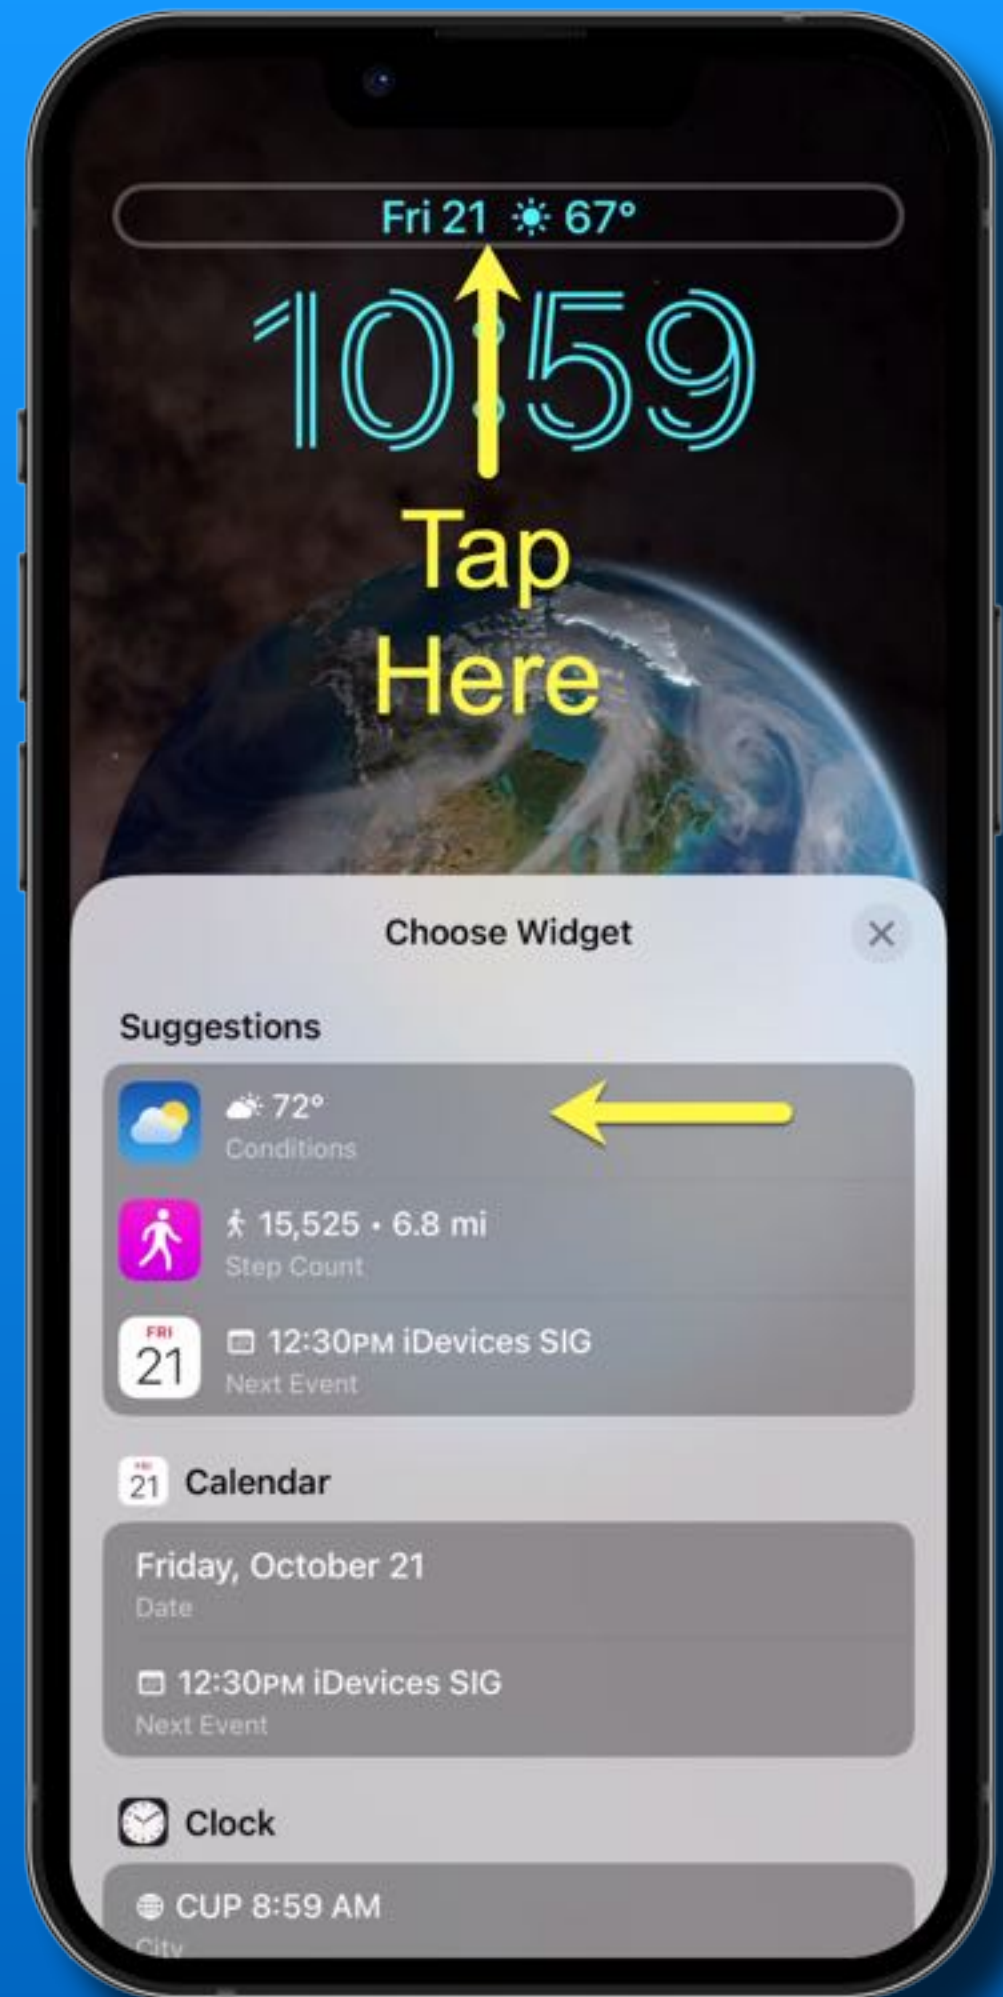 Fri 21 67°
10:59
Tap
Here
Choose Widget
Suggestions
72°
Conditions
15,525 • 6.8 mi
Step Count
FRI
21
12:30PM iDevices SIG
Next Event
FRI
21
Calendar
Friday, October 21
Date
12:30PM iDevices SIG
Next Event
Clock
CUP 8:59 AM
City